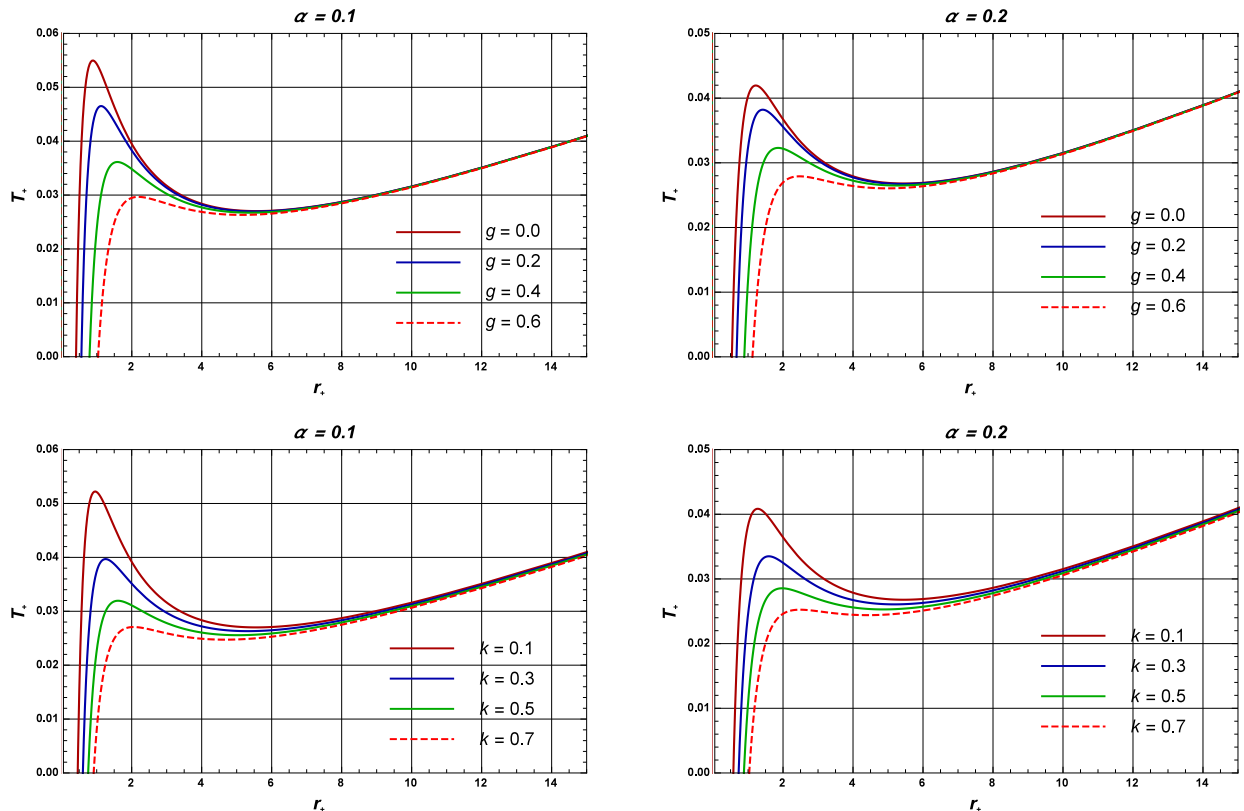 α = 0.1
0.06
0.05
0.04
0.03
0.02
0.01
0.00
T₊
g = 0.0
g = 0.2
g = 0.4
g = 0.6
2 4 6 8 10 12 14
r₊
α = 0.2
0.05
0.04
0.03
0.02
0.01
0.00
T₊
g = 0.0
g = 0.2
g = 0.4
g = 0.6
2 4 6 8 10 12 14
r₊
α = 0.1
0.06
0.05
0.04
0.03
0.02
0.01
0.00
T₊
k = 0.1
k = 0.3
k = 0.5
k = 0.7
2 4 6 8 10 12 14
r₊
α = 0.2
0.05
0.04
0.03
0.02
0.01
0.00
T₊
k = 0.1
k = 0.3
k = 0.5
k = 0.7
2 4 6 8 10 12 14
r₊